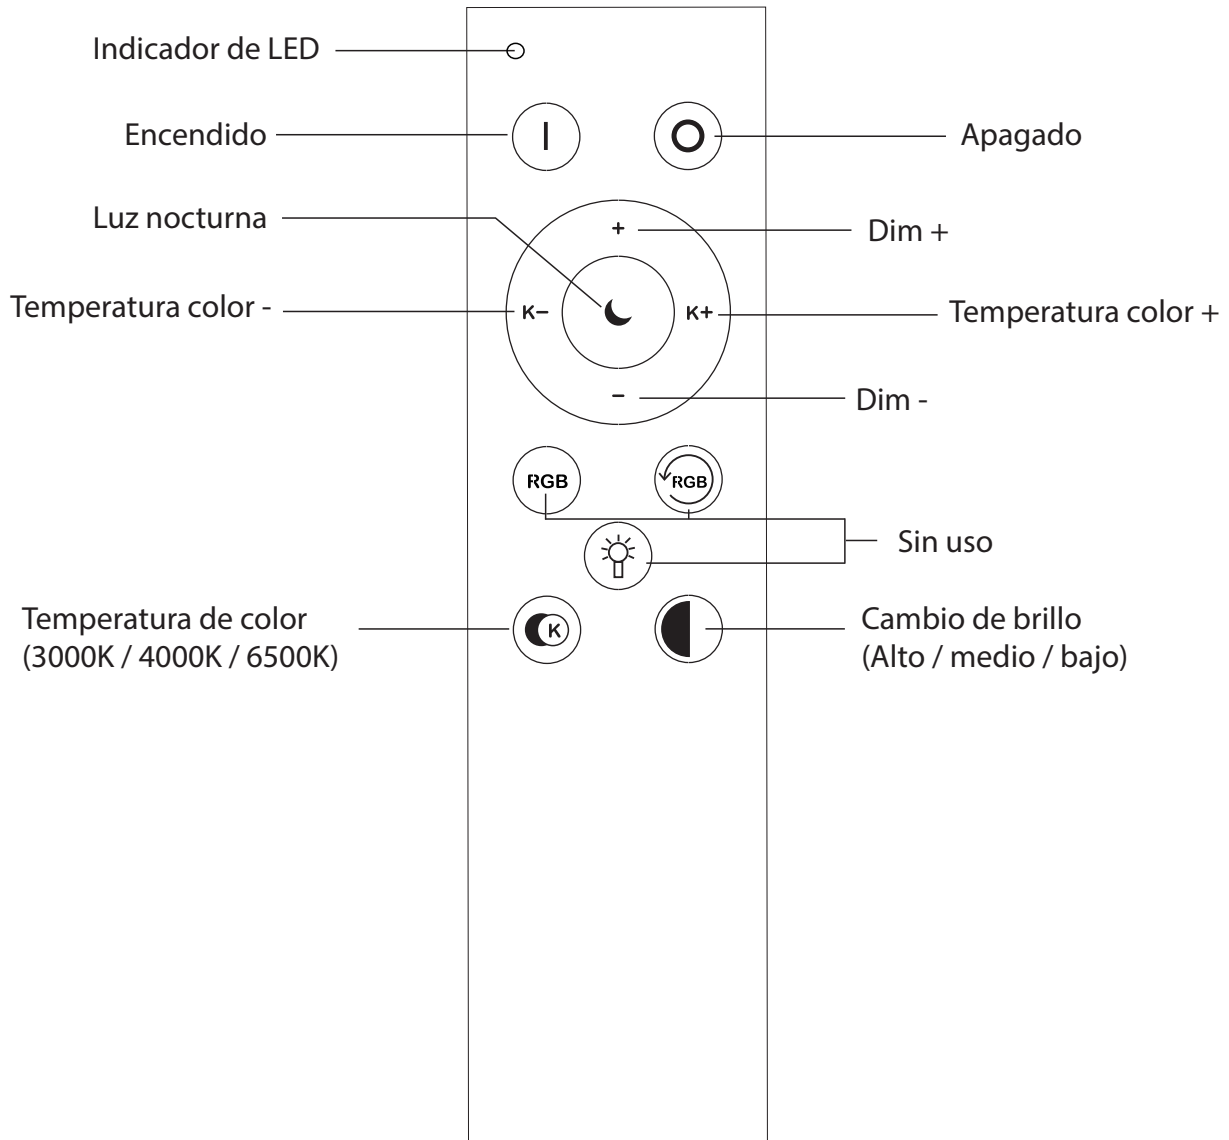 Indicador de LED
Encendido
Apagado
Luz nocturna
+
Dim +
Temperatura color -
K–
K+
Temperatura color +
–
Dim -
RGB
RGB
Sin uso
Temperatura de color
(3000K / 4000K / 6500K)
K
Cambio de brillo
(Alto / medio / bajo)